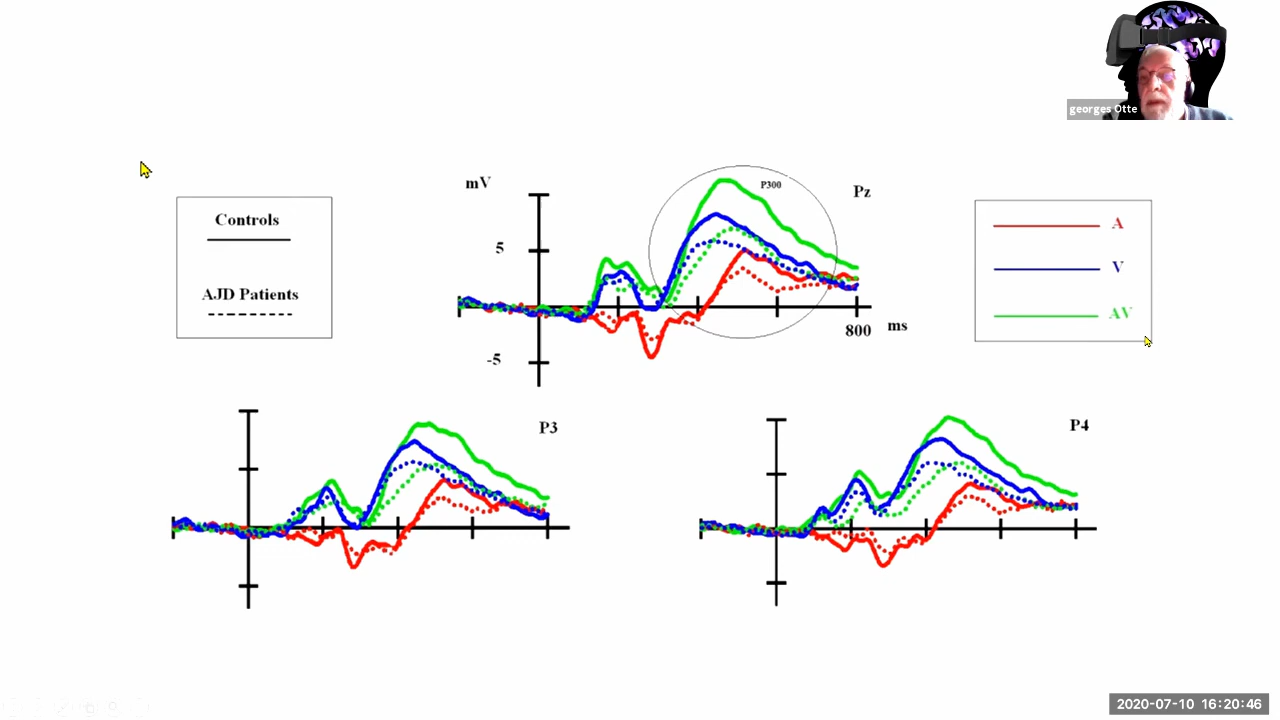 georges Otte
mV
P300
Pz
Controls
A
5
V
AJD Patients
AV
800
ms
-5
P3
P4
2020-07-10 16:20:46